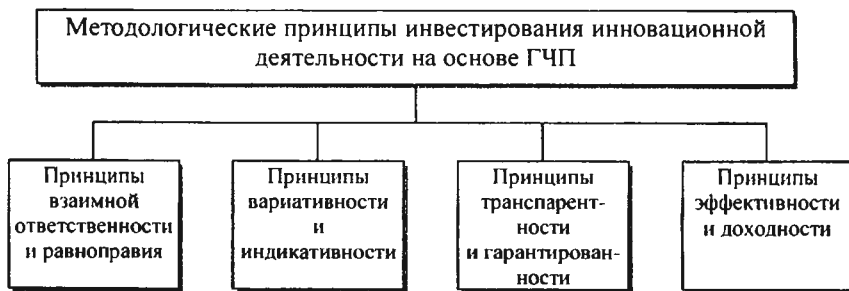 Методологические принципы инвестирования инновационной
деятельности на основе ГЧП
Принципы
взаимной
ответственности
и равноправия
Принципы
вариативности
и
индикативности
Принципы
транспарент-
ности
и гарантирован-
ности
Принципы
эффективности
и доходности